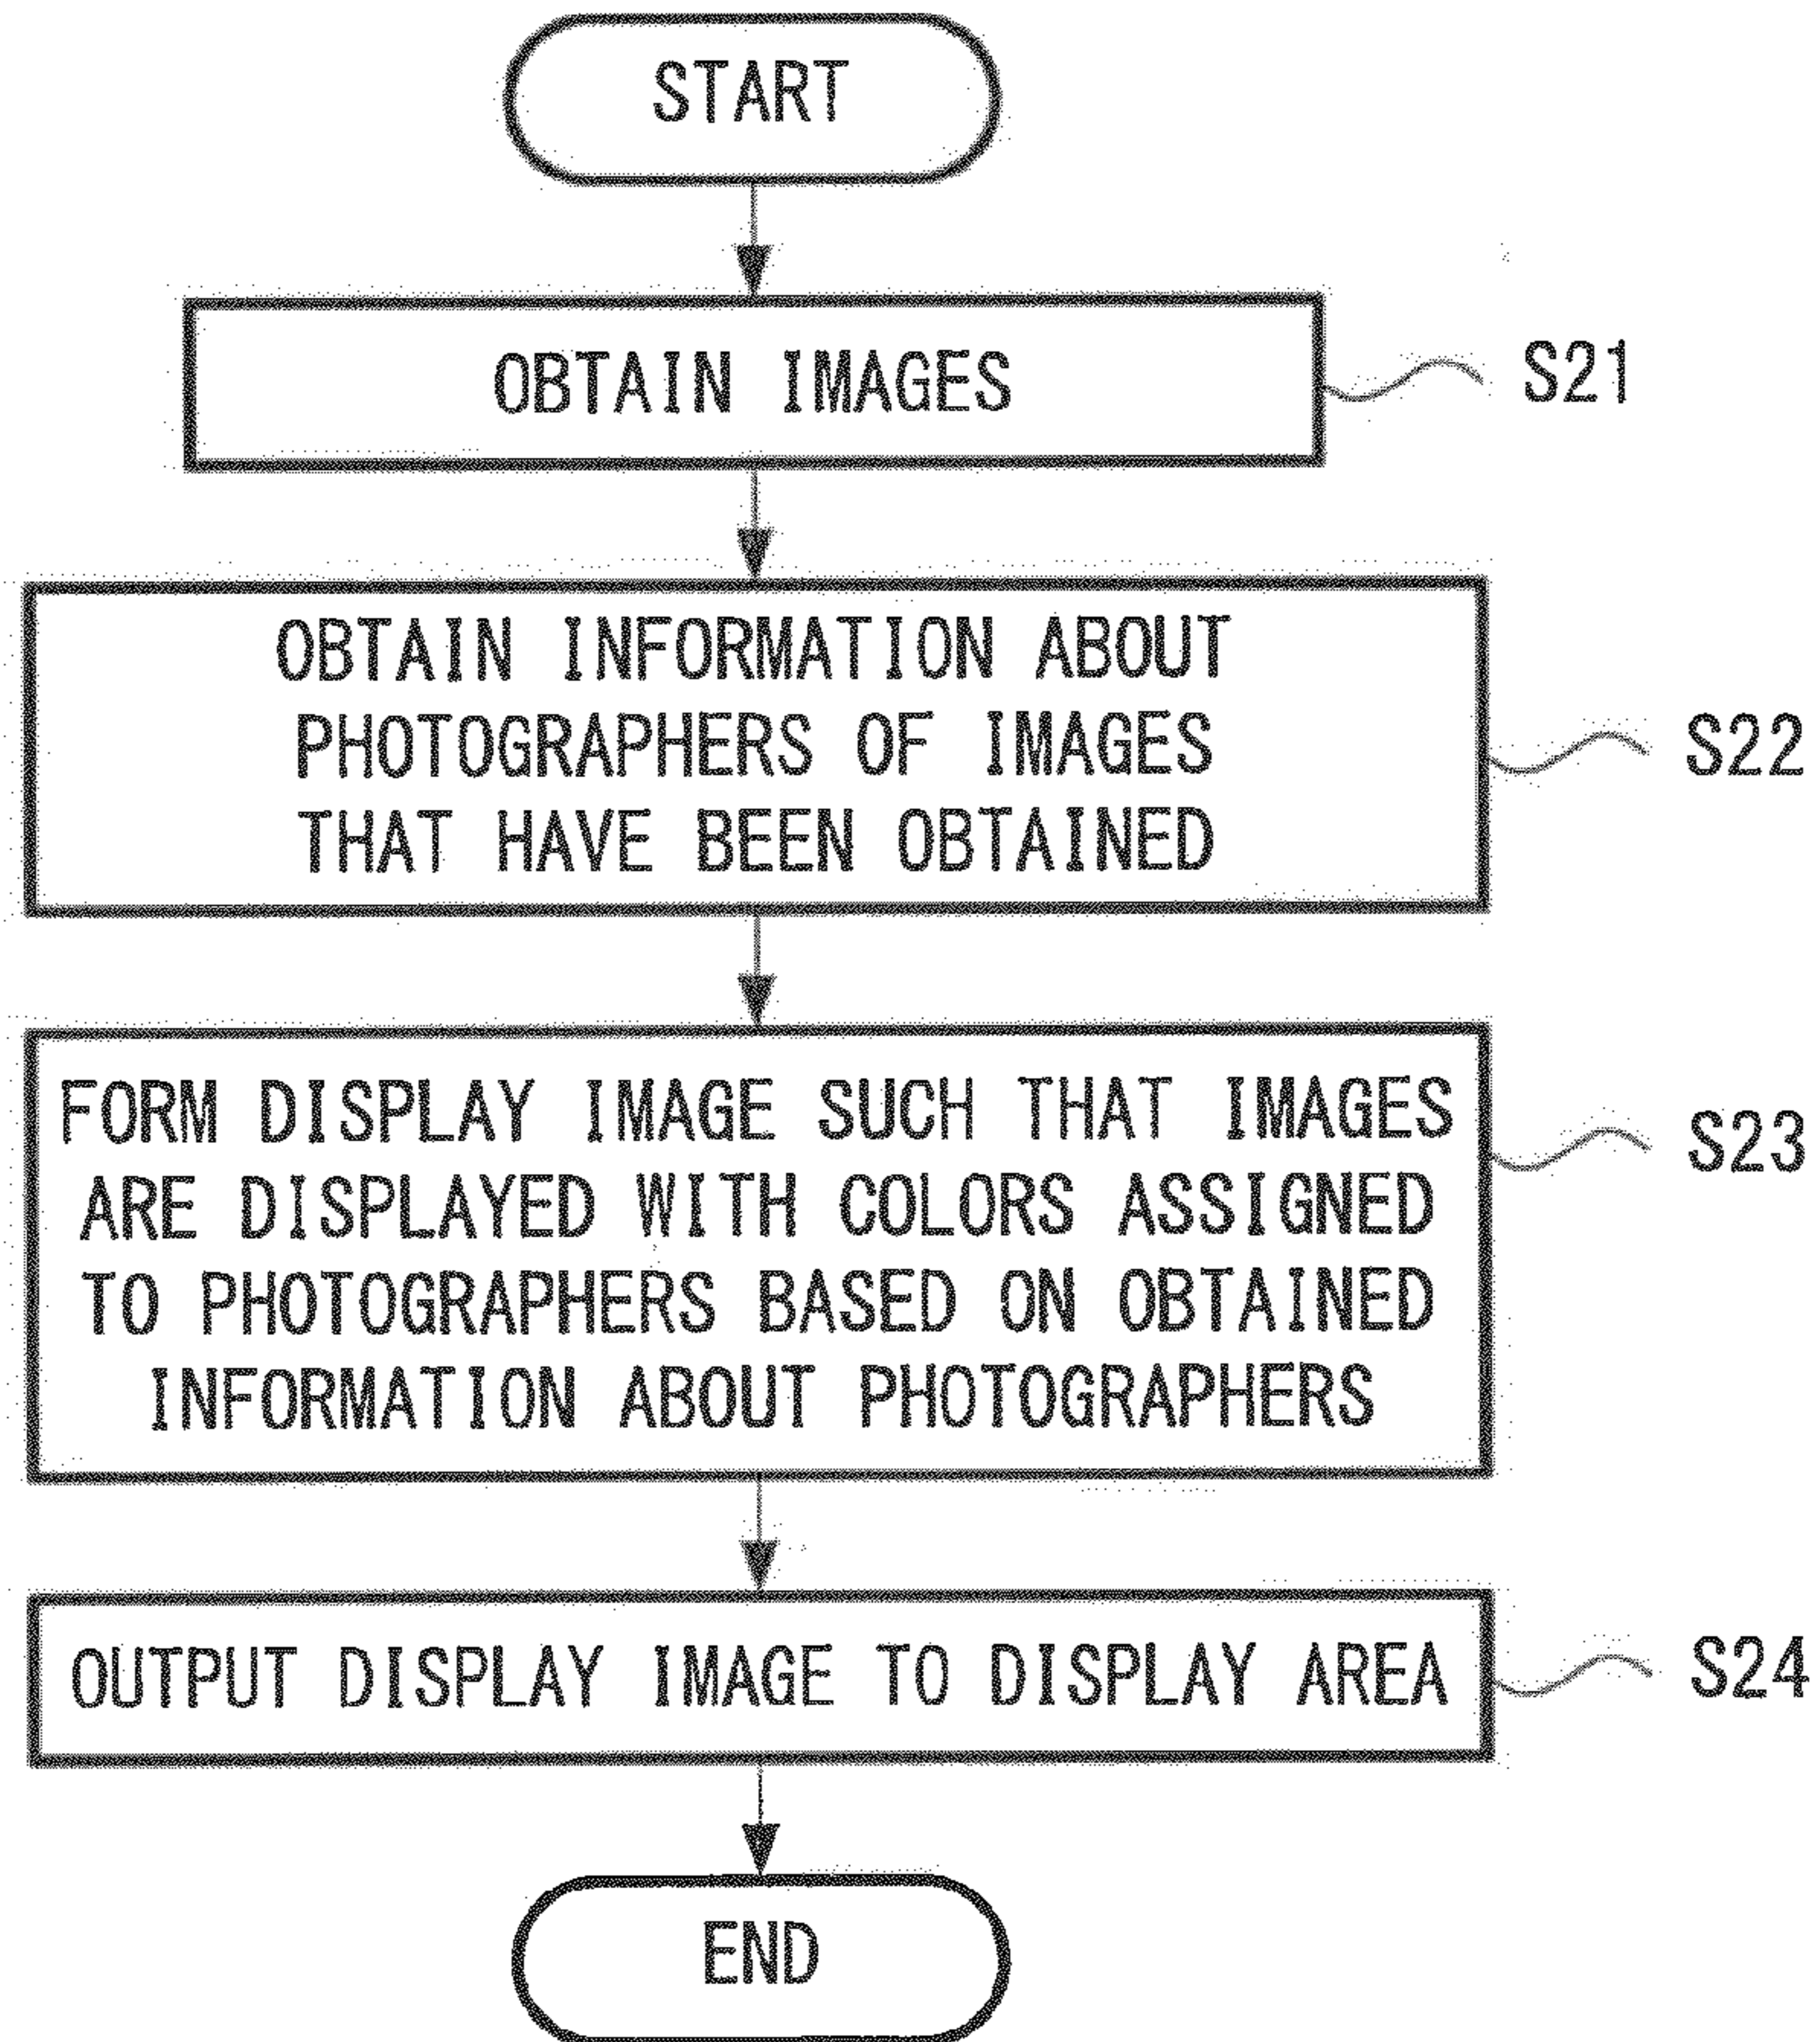 START
OBTAIN IMAGES
S21
OBTAIN INFORMATION ABOUT
PHOTOGRAPHERS OF IMAGES
THAT HAVE BEEN OBTAINED
S22
FORM DISPLAY IMAGE SUCH THAT IMAGES
ARE DISPLAYED WITH COLORS ASSIGNED
TO PHOTOGRAPHERS BASED ON OBTAINED
INFORMATION ABOUT PHOTOGRAPHERS
S23
OUTPUT DISPLAY IMAGE TO DISPLAY AREA
S24
END